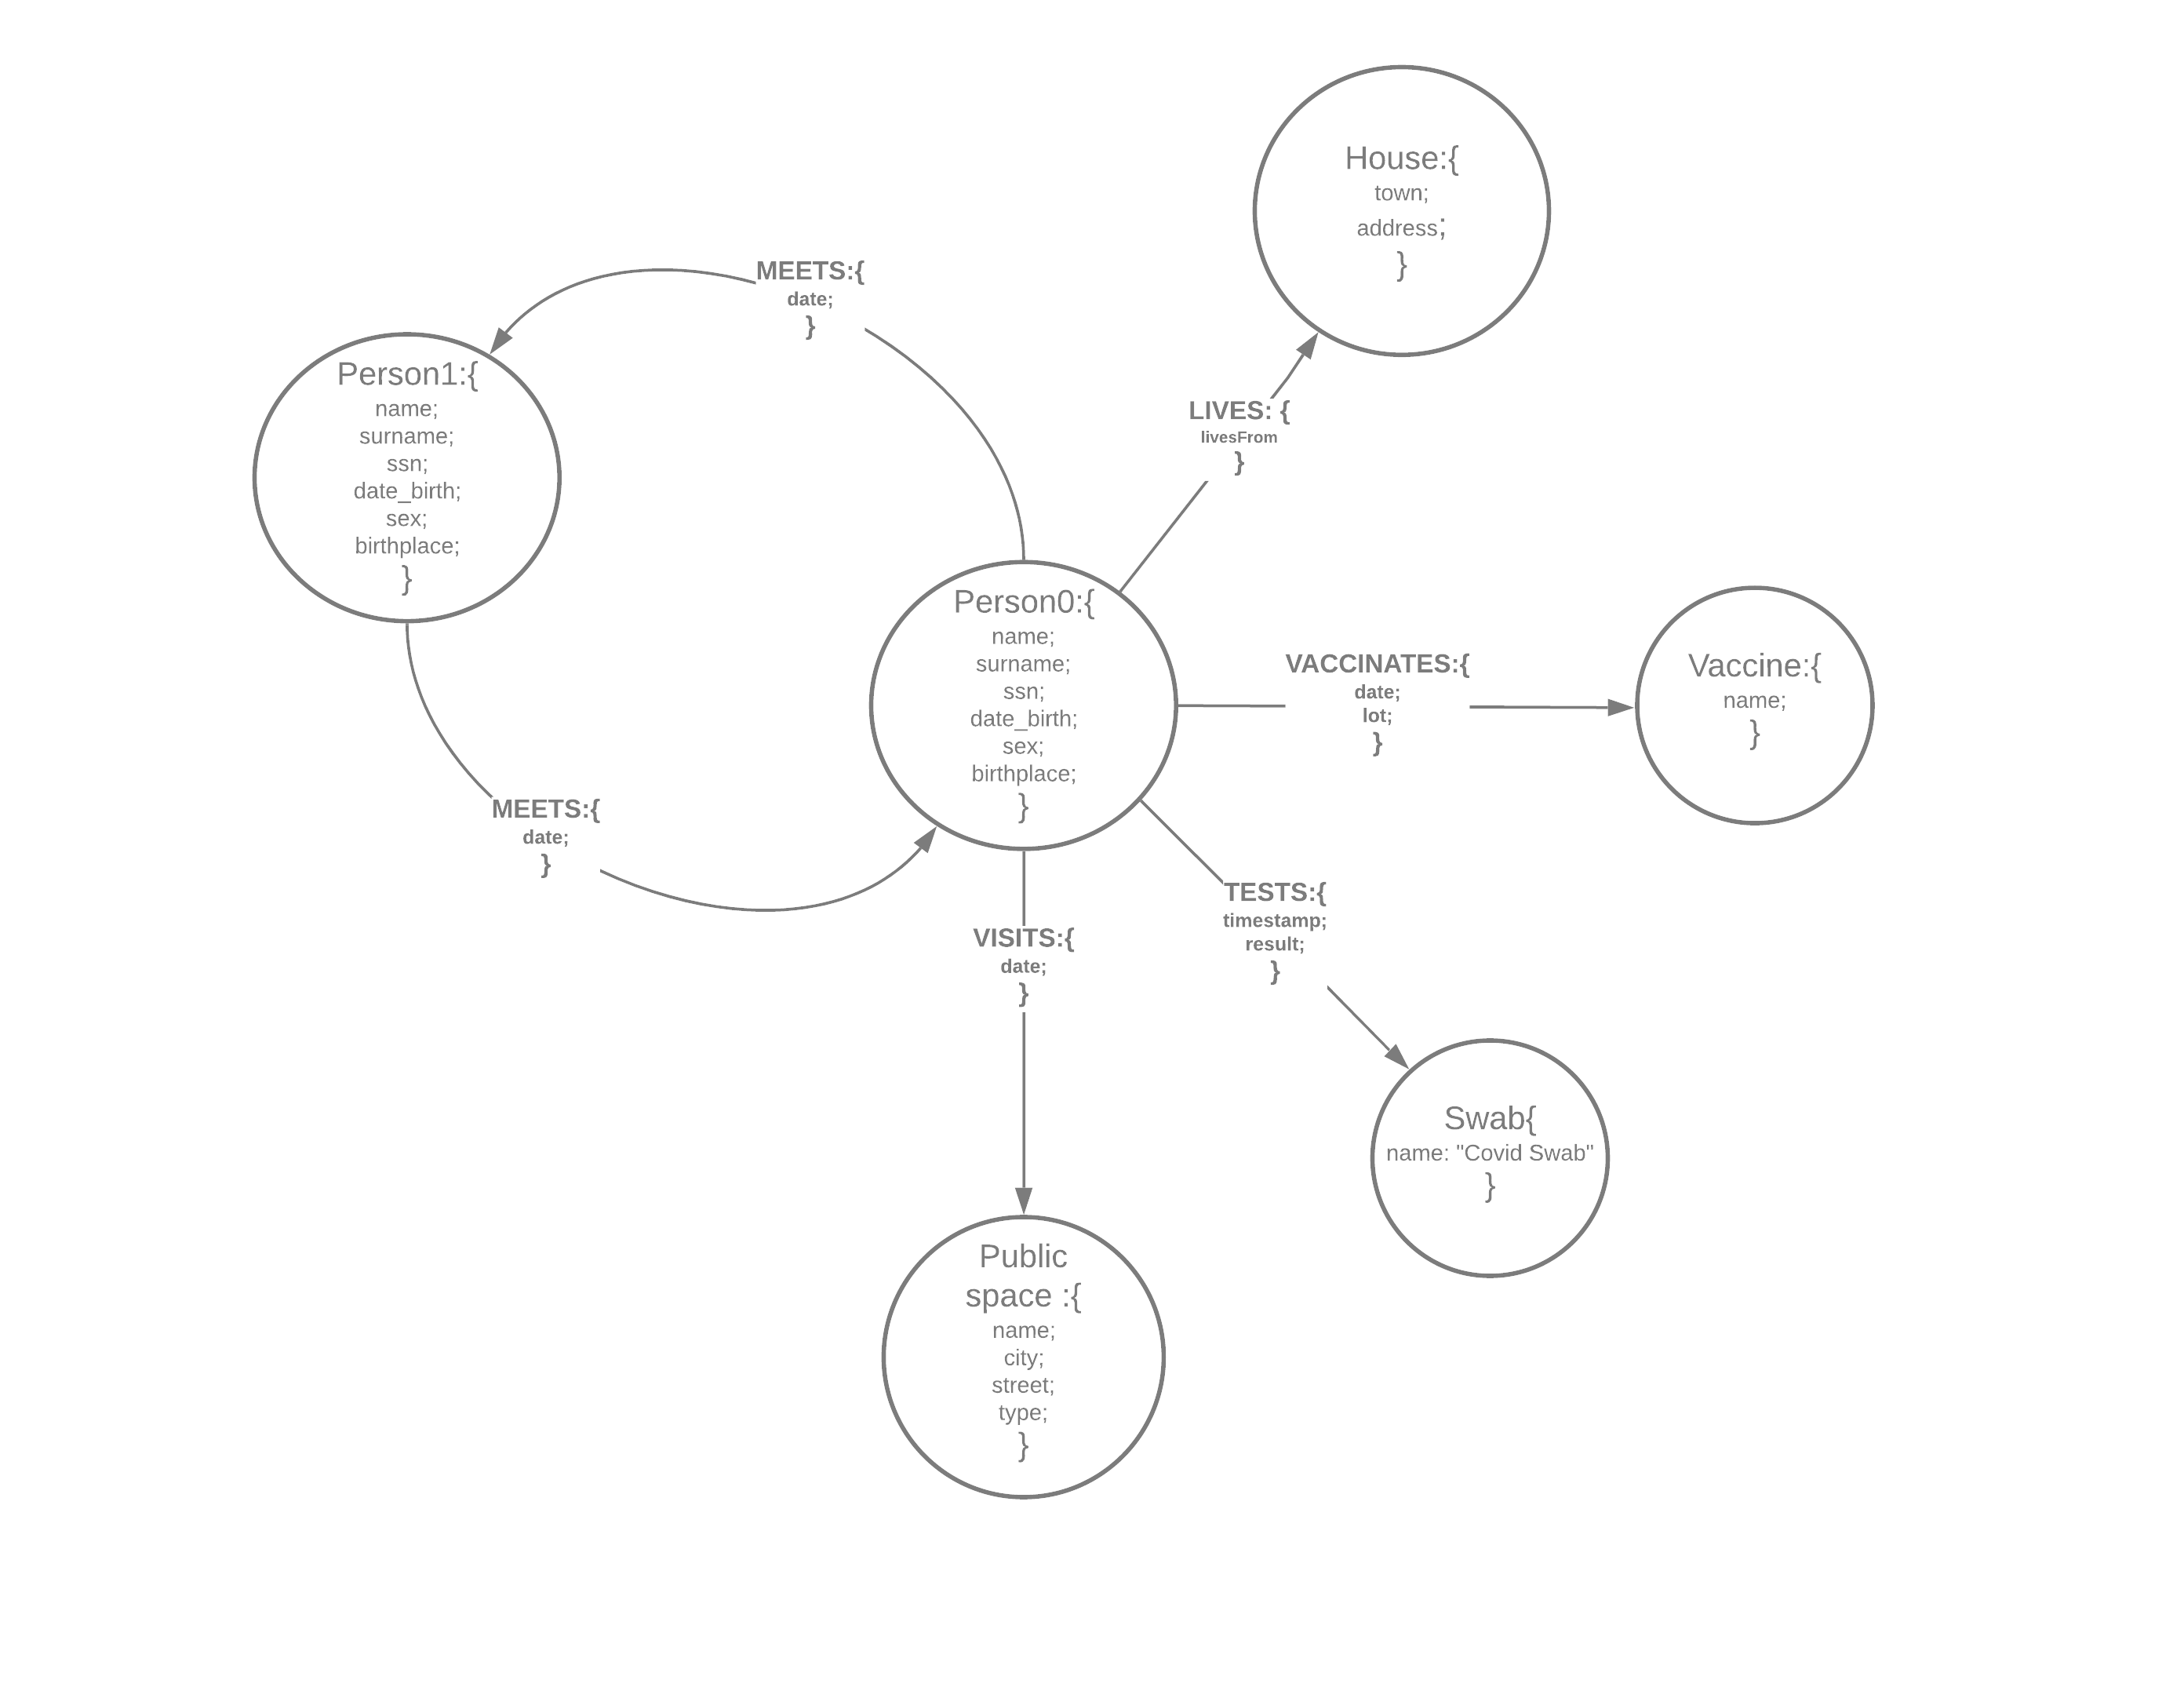 House:{
town;
address;
}
MEETS:{
date;
}
Person1:{
name;
surname;
ssn;
date_birth;
sex;
birthplace;
}
LIVES: {
livesFrom
}
Person0:{
name;
surname;
ssn;
date_birth;
sex;
birthplace;
}
VACCINATES:{
date;
lot;
}
Vaccine:{
name;
}
MEETS:{
date;
}
VISITS:{
date;
}
TESTS:{
timestamp;
result;
}
Swab{
name: "Covid Swab"
}
Public
space :{
name;
city;
street;
type;
}